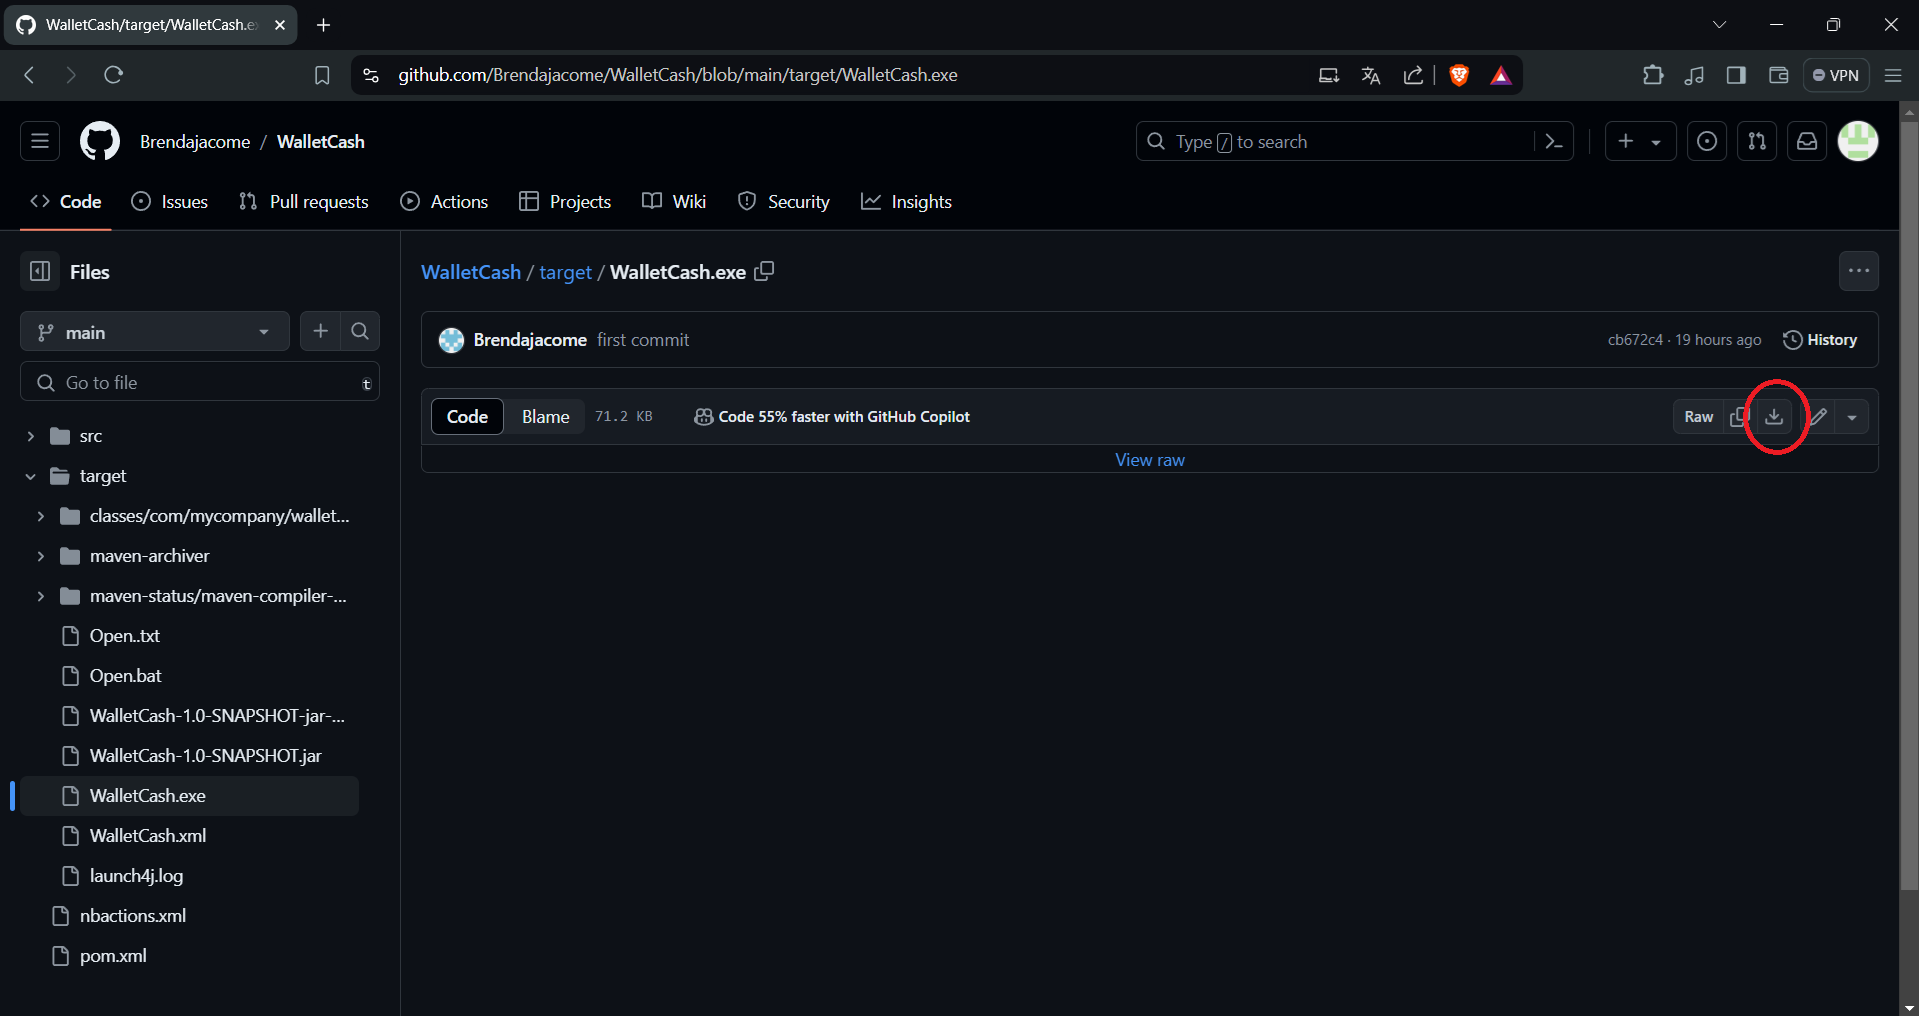 WalletCash/target/WalletCash.e
github.com/Brendajacome/WalletCash/blob/main/target/WalletCash.exe
VPN
Brendajacome / WalletCash
Type / to search
Code
Issues
Pull requests
Actions
Projects
Wiki
Security
Insights
Files
main
Go to file
t
src
target
classes/com/mycompany/wallet...
maven-archiver
maven-status/maven-compiler-...
Open..txt
Open.bat
WalletCash-1.0-SNAPSHOT-jar-...
WalletCash-1.0-SNAPSHOT.jar
WalletCash.exe
WalletCash.xml
launch4j.log
nbactions.xml
pom.xml
WalletCash / target / WalletCash.exe
Brendajacome first commit
cb672c4 · 19 hours ago
History
Code
Blame
71.2 KB
Code 55% faster with GitHub Copilot
Raw
View raw